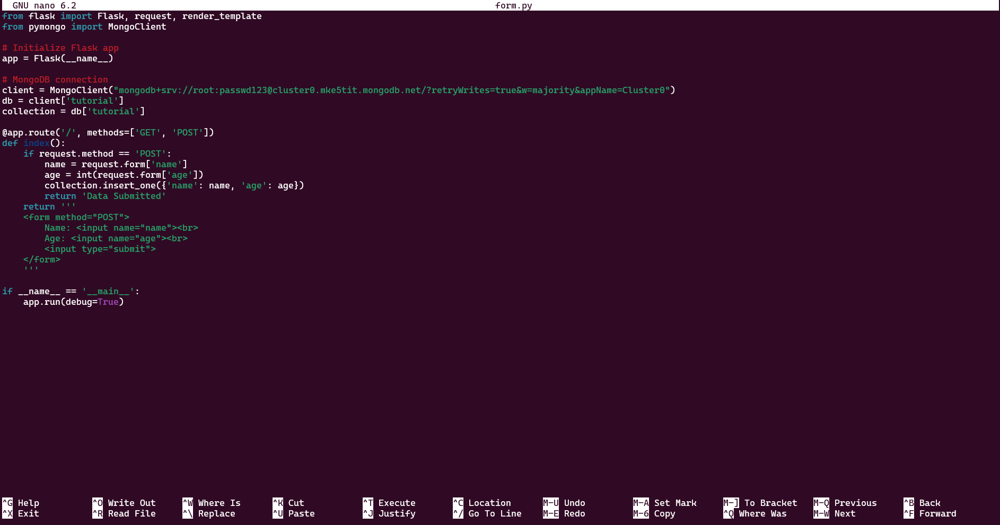 GNU nano 6.2 form.py
from flask import Flask, request, render_template
from pymongo import MongoClient

# Initialize Flask app
app = Flask(__name__)

# MongoDB connection
client = MongoClient("mongodb+srv://root:passwd123@cluster0.mke5tit.mongodb.net/?retryWrites=true&w=majority&appName=Cluster0")
db = client['tutorial']
collection = db['tutorial']

@app.route('/', methods=['GET', 'POST'])
def index():
    if request.method == 'POST':
        name = request.form['name']
        age = int(request.form['age'])
        collection.insert_one({'name': name, 'age': age})
        return 'Data Submitted'
    return '''
    <form method="POST">
        Name: <input name="name"><br>
        Age: <input name="age"><br>
        <input type="submit">
    </form>
    '''

if __name__ == '__main__':
    app.run(debug=True)

^G Help ^O Write Out ^W Where Is ^K Cut ^T Execute ^C Location M-U Undo M-A Set Mark M-] To Bracket M-Q Previous ^B Back
^X Exit ^R Read File ^\ Replace ^U Paste ^J Justify ^/ Go To Line M-E Redo M-6 Copy ^Q Where Was M-W Next ^F Forward